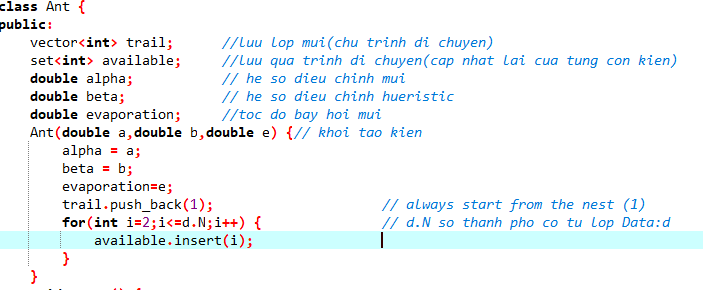 class Ant {
public:
    vector<int> trail;      //luu lop mui(chu trinh di chuyen)
    set<int> available;     //luu qua trinh di chuyen(cap nhat lai cua tung con kien)
    double alpha;           // he so dieu chinh mui
    double beta;            // he so dieu chinh hueristic
    double evaporation;     //toc do bay hoi mui
    Ant(double a,double b,double e) {// khoi tao kien
        alpha = a;
        beta = b;
        evaporation=e;
        trail.push_back(1);                     // always start from the nest (1)
        for(int i=2;i<=d.N;i++) {               // d.N so thanh pho co tu lop Data:d
            available.insert(i);
        }
    }